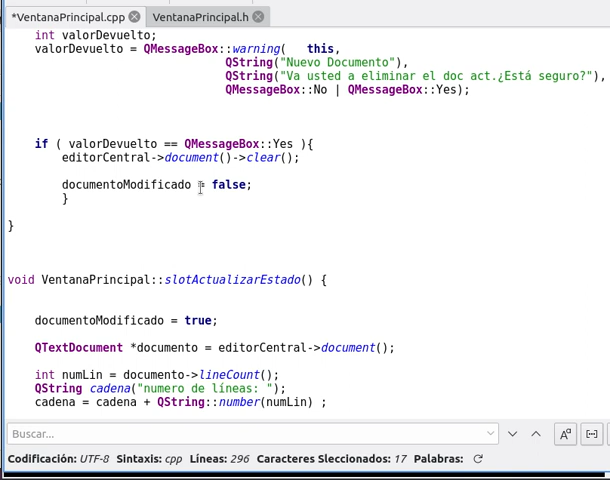 *VentanaPrincipal.cpp VentanaPrincipal.h
int valorDevuelto;
valorDevuelto = QMessageBox::warning( this,
QString("Nuevo Documento"),
QString("Va usted a eliminar el doc act.¿Está seguro?"),
QMessageBox::No | QMessageBox::Yes);
if ( valorDevuelto == QMessageBox::Yes ){
editorCentral->document()->clear();
documentoModificado = false;
}
}
void VentanaPrincipal::slotActualizarEstado() {
documentoModificado = true;
QTextDocument *documento = editorCentral->document();
int numLin = documento->lineCount();
QString cadena("numero de líneas: ");
cadena = cadena + QString::number(numLin) ;
Buscar...
Codificación: UTF-8 Sintaxis: cpp Líneas: 296 Caracteres Sleccionados: 17 Palabras: